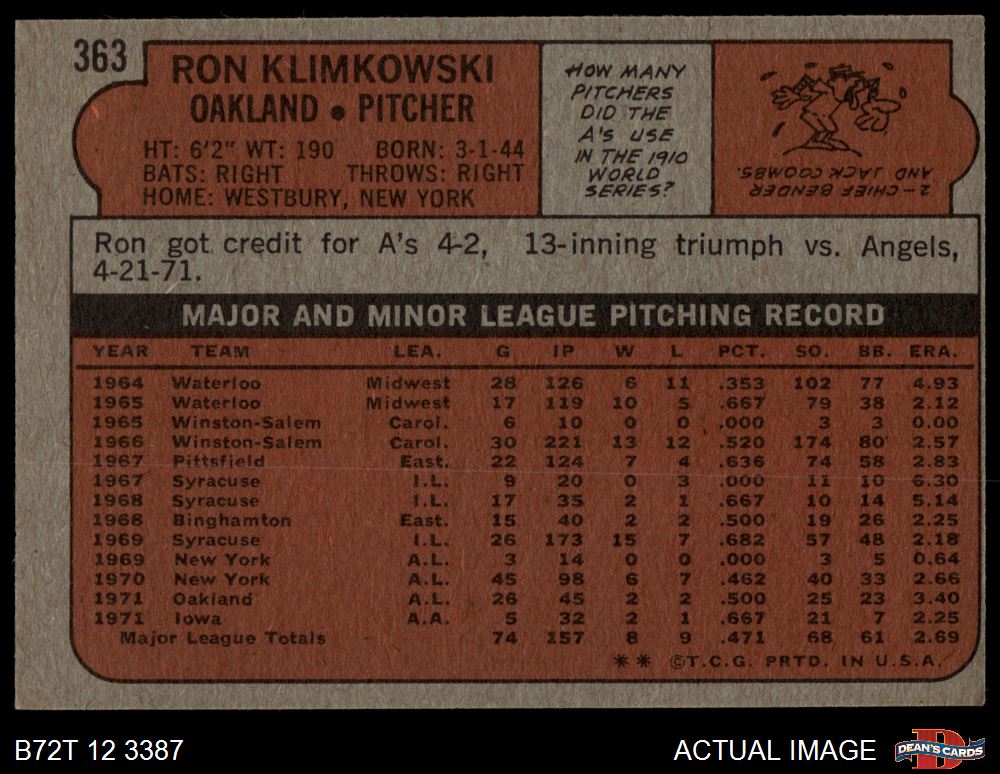 363
RON KLIMKOWSKI
OAKLAND • PITCHER
HT: 6'2" WT: 190 BORN: 3-1-44
BATS: RIGHT THROWS: RIGHT
HOME: WESTBURY, NEW YORK
HOW MANY
PITCHERS
DID THE
A's USE
IN THE 1910
WORLD
SERIES?
2-CHIEF BENDER
AND JACK COOMBS.
Ron got credit for A's 4-2, 13-inning triumph vs. Angels,
4-21-71.
MAJOR AND MINOR LEAGUE PITCHING RECORD
YEAR TEAM LEA. G IP W L PCT. SO. BB. ERA.
1964 Waterloo Midwest 28 126 6 11 .353 102 77 4.93
1965 Waterloo Midwest 17 119 10 5 .667 79 38 2.12
1965 Winston-Salem Carol. 6 10 0 0 .000 3 3 0.00
1966 Winston-Salem Carol. 30 221 13 12 .520 174 80 2.57
1967 Pittsfield East. 22 124 7 4 .636 74 58 2.83
1967 Syracuse I.L. 9 20 0 3 .000 11 10 6.30
1968 Syracuse I.L. 17 35 2 1 .667 10 14 5.14
1968 Binghamton East. 15 40 2 2 .500 19 26 2.25
1969 Syracuse I.L. 26 173 15 7 .682 57 48 2.18
1969 New York A.L. 3 14 0 0 .000 3 5 0.64
1970 New York A.L. 45 98 6 7 .462 40 33 2.66
1971 Oakland A.L. 26 45 2 2 .500 25 23 3.40
1971 Iowa A.A. 5 32 2 1 .667 21 7 2.25
Major League Totals 74 157 8 9 .471 68 61 2.69
** ©T.C.G. PRTD. IN U.S.A.
B72T 12 3387
ACTUAL IMAGE
DEAN'S CARDS